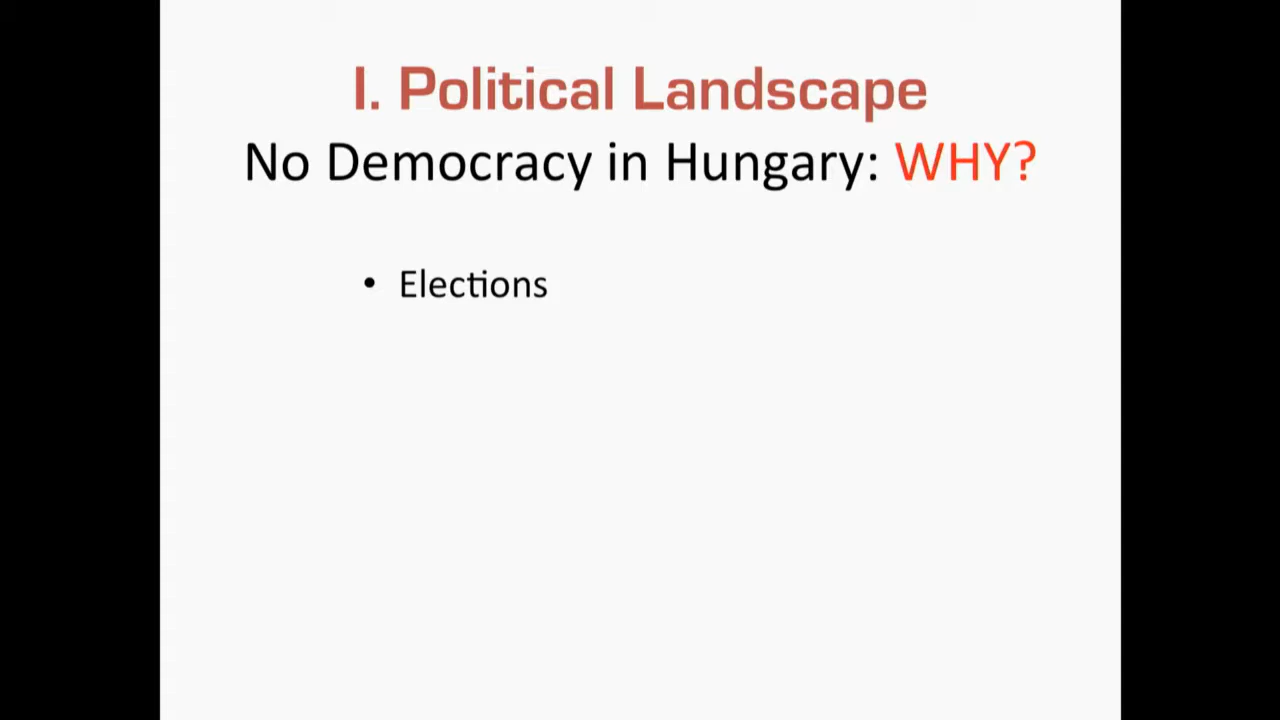 I. Political Landscape
No Democracy in Hungary: WHY?
• Elections